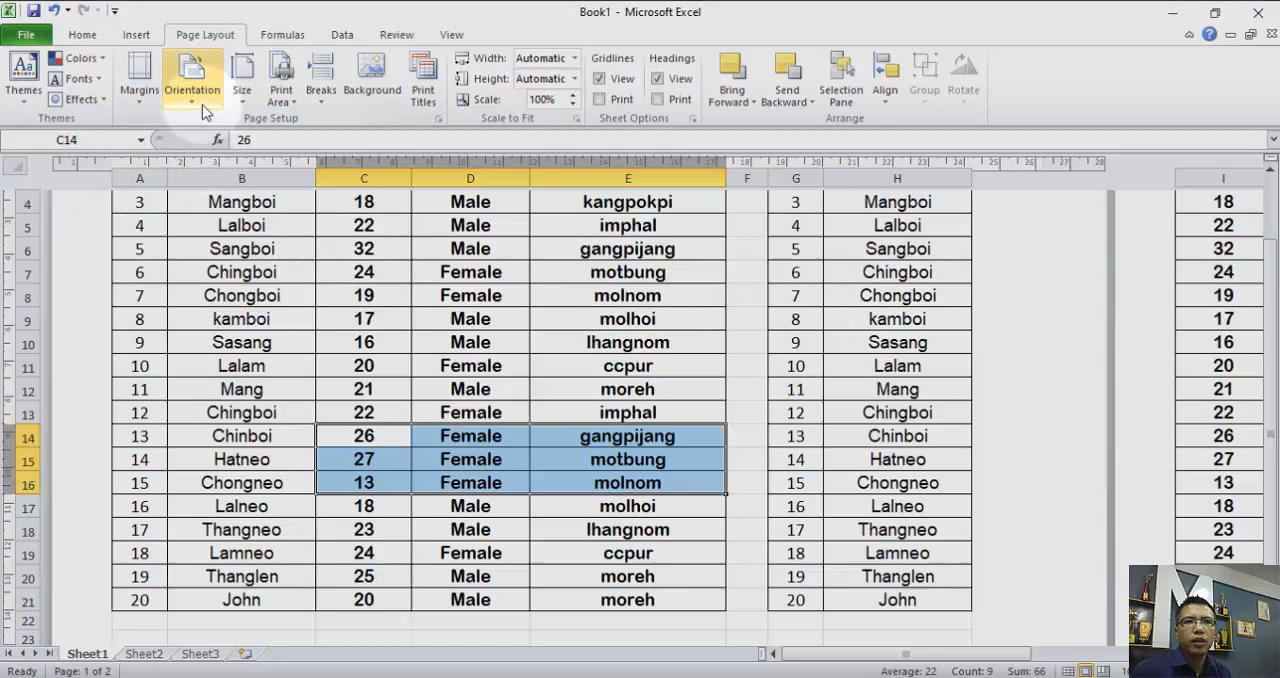 Book1 - Microsoft Excel
File Home Insert Page Layout Formulas Data Review View
Themes Colors Fonts Effects Margins Orientation Size Print Area Breaks Background Print Titles Width: Automatic Height: Automatic Scale: 100% Gridlines View Print Headings View Print Bring Forward Send Backward Selection Pane Align Group Rotate
Themes Page Setup Scale to Fit Sheet Options Arrange
C14 fx 26
A B C D E F G H I
4 3 Mangboi 18 Male kangpokpi 3 Mangboi 18
5 4 Lalboi 22 Male imphal 4 Lalboi 22
6 5 Sangboi 32 Male gangpijang 5 Sangboi 32
7 6 Chingboi 24 Female motbung 6 Chingboi 24
8 7 Chongboi 19 Female molnom 7 Chongboi 19
9 8 kamboi 17 Male molhoi 8 kamboi 17
10 9 Sasang 16 Male lhangnom 9 Sasang 16
11 10 Lalam 20 Female ccpur 10 Lalam 20
12 11 Mang 21 Male moreh 11 Mang 21
13 12 Chingboi 22 Female imphal 12 Chingboi 22
14 13 Chinboi 26 Female gangpijang 13 Chinboi 26
15 14 Hatneo 27 Female motbung 14 Hatneo 27
16 15 Chongneo 13 Female molnom 15 Chongneo 13
17 16 Lalneo 18 Male molhoi 16 Lalneo 18
18 17 Thangneo 23 Male lhangnom 17 Thangneo 23
19 18 Lamneo 24 Female ccpur 18 Lamneo 24
20 19 Thanglen 25 Male moreh 19 Thanglen
21 20 John 20 Male moreh 20 John
22
23
Sheet1 Sheet2 Sheet3
Ready Page: 1 of 2 Average: 22 Count: 9 Sum: 66